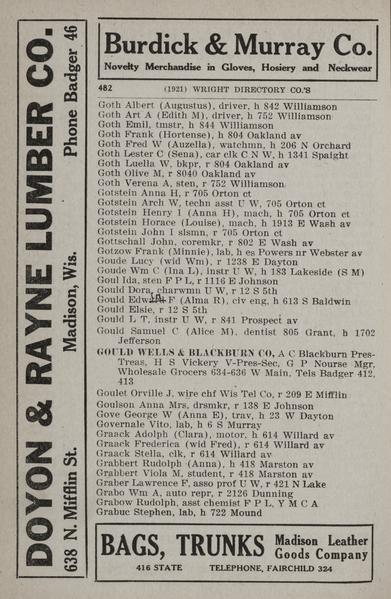 Burdick & Murray Co.
Novelty Merchandise in Gloves, Hosiery and Neckwear
482 (1921) WRIGHT DIRECTORY CO.'S
Goth Albert (Augustus), driver, h 842 Williamson
Goth Art A (Edith M), driver, h 752 Williamson
Goth Emil, tmstr, h 844 Williamson
Goth Frank (Hortense), h 804 Oakland av
Goth Fred W (Auzella), watchmn, h 206 N Orchard
Goth Lester C (Sena), car clk C N W, h 1341 Spaight
Goth Luella W, bkpr, r 804 Oakland av
Goth Olive M, r 8040 Oakland av
Goth Verena A, sten, r 752 Williamson
Gotstein Anna H, r 705 Orton ct
Gotstein Arch W, techn asst U W, 705 Orton ct
Gotstein Henry I (Anna H), mach, h 705 Orton ct
Gotstein Horace (Louise), mach, h 1913 E Wash av
Gotstein John I slsmn, r 705 Orton ct
Gottschall John, coremkr, r 802 E Wash av
Gotzow Frank (Minnie), lab, h es Powers nr Webster av
Goude Lucy (wid Wm), r 1238 E Dayton
Goude Wm C (Ina L), instr U W, h 183 Lakeside (S M)
Goul Ida, sten F P L, r 1116 E Johnson
Gould Dora, charwmn U W, r 12 S 5th
Gould F (Alma R), civ eng, h 613 S Baldwin
Gould Elsie, r 12 S 5th
Gould L T, instr U W, r 841 Prospect av
Gould Samuel C (Alice M), dentist 805 Grant, h 1702
Jefferson
GOULD WELLS & BLACKBURN CO, A C Blackburn Pres-
Treas, H S Vickery V-Pres-Sec, G P Nourse Mgr,
Wholesale Grocers 634-636 W Main, Tels Badger 412,
413
Goulet Orville J, wire chf Wis Tel Co, r 209 E Mifflin
Goulson Anna Mrs, drsmkr, r 138 E Johnson
Gove George W (Anna E), trav, h 23 W Dayton
Governale Vito, lab, h 6 S Murray
Graack Adolph (Clara), motor, h 614 Willard av
Graack Frederica (wid Fred), r 614 Willard av
Graack Stella, clk, r 614 Willard av
Grabbert Rudolph (Anna), h 418 Marston av
Grabbert Viola M, student, r 418 Marston av
Graber Lawrence F, asso prof U W, r 421 N Lake
Grabo Wm A, auto repr, r 2126 Dunning
Grabow Rudolph, asst chemist F P L, Y M C A
Grabuc Stephen, lab, h 722 Mound
BAGS, TRUNKS Madison Leather
Goods Company
416 STATE TELEPHONE, FAIRCHILD 324
DOYON & RAYNE LUMBER CO.
638 N. Mifflin St. Madison, Wis. Phone Badger 46